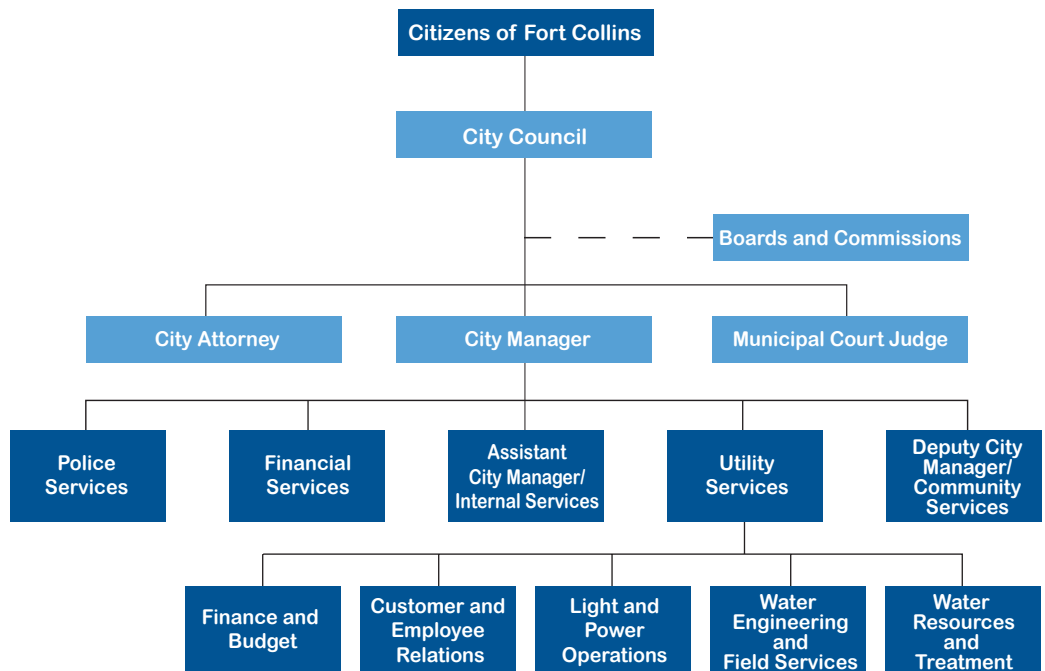 Citizens of Fort Collins
City Council
Boards and Commissions
City Attorney
City Manager
Municipal Court Judge
Police
Services
Financial
Services
Assistant
City Manager/
Internal Services
Utility
Services
Deputy City
Manager/
Community
Services
Finance and
Budget
Customer and
Employee
Relations
Light and
Power
Operations
Water
Engineering
and
Field Services
Water
Resources
and
Treatment